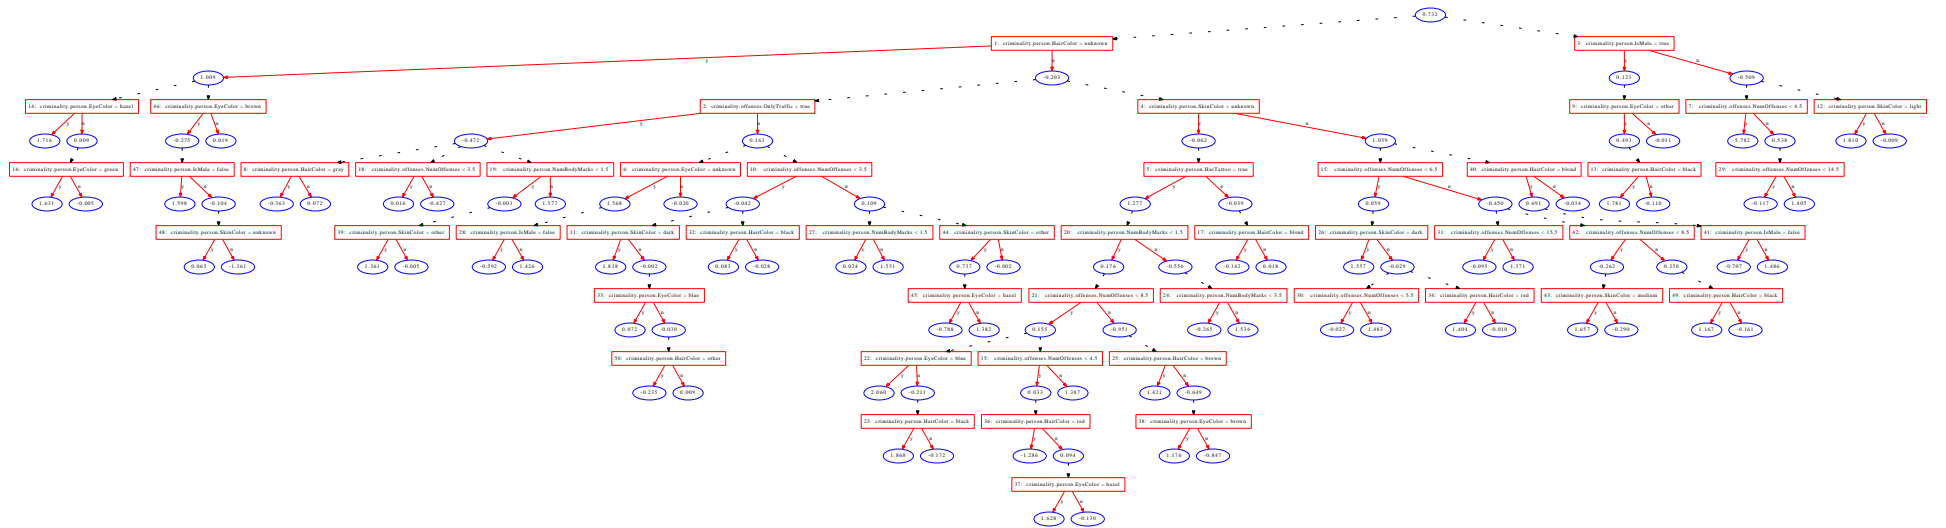 0.732
1: criminality.person.HairColor = unknown
3: criminality.person.IsMale = true
y
n
y
n
1.009
-0.203
0.123
-0.509
14: criminality.person.EyeColor = hazel
46: criminality.person.EyeColor = brown
2: criminality.offenses.OnlyTraffic = true
4: criminality.person.SkinColor = unknown
9: criminality.person.EyeColor = other
7: criminality.offenses.NumOffenses < 4.5
12: criminality.person.SkinColor = light
y
n
y
n
y
n
y
n
y
n
y
n
y
n
1.716
0.009
-0.275
0.019
-0.472
0.163
-0.062
1.059
0.493
-0.011
5.782
0.538
1.810
-0.009
16: criminality.person.EyeColor = green
47: criminality.person.IsMale = false
8: criminality.person.HairColor = gray
18: criminality.offenses.NumOffenses < 3.5
19: criminality.person.NumBodyMarks < 1.5
6: criminality.person.EyeColor = unknown
10: criminality.offenses.NumOffenses < 3.5
5: criminality.person.HasTattoo = true
15: criminality.offenses.NumOffenses < 6.5
40: criminality.person.HairColor = blond
13: criminality.person.HairColor = black
29: criminality.offenses.NumOffenses < 14.5
y
n
y
n
y
n
y
n
y
n
y
n
y
n
y
n
y
n
y
n
y
n
y
n
1.631
-0.005
1.598
-0.104
-0.363
0.072
0.016
-0.427
-0.003
1.577
1.568
-0.020
-0.042
0.109
1.277
-0.039
0.059
-0.450
0.691
-0.034
1.781
-0.110
-0.117
1.405
48: criminality.person.SkinColor = unknown
39: criminality.person.SkinColor = other
28: criminality.person.IsMale = false
11: criminality.person.SkinColor = dark
32: criminality.person.HairColor = black
27: criminality.person.NumBodyMarks < 1.5
44: criminality.person.SkinColor = other
20: criminality.person.NumBodyMarks < 1.5
17: criminality.person.HairColor = blond
26: criminality.person.SkinColor = dark
31: criminality.offenses.NumOffenses < 15.5
42: criminality.offenses.NumOffenses < 8.5
41: criminality.person.IsMale = false
y
n
y
n
y
n
y
n
y
n
y
n
y
n
y
n
y
n
y
n
y
n
y
n
y
n
0.065
-1.361
1.361
-0.005
-0.592
1.426
1.838
-0.002
0.083
-0.028
0.024
1.531
0.737
-0.002
0.176
-0.556
-0.142
0.018
1.557
-0.029
-0.095
1.371
-0.262
0.350
-0.707
1.486
33: criminality.person.EyeColor = blue
45: criminality.person.EyeColor = hazel
21: criminality.offenses.NumOffenses < 8.5
24: criminality.person.NumBodyMarks < 3.5
30: criminality.offenses.NumOffenses < 5.5
34: criminality.person.HairColor = red
43: criminality.person.SkinColor = medium
49: criminality.person.HairColor = black
y
n
y
n
y
n
y
n
y
n
y
n
y
n
y
n
0.072
-0.030
-0.788
1.382
0.155
-0.951
-0.265
1.536
-0.027
1.483
1.404
-0.010
1.657
-0.290
1.167
-0.161
50: criminality.person.HairColor = other
22: criminality.person.EyeColor = blue
35: criminality.offenses.NumOffenses < 4.5
25: criminality.person.HairColor = brown
y
n
y
n
y
n
y
n
-0.235
0.009
2.060
-0.211
0.033
1.387
1.421
-0.649
23: criminality.person.HairColor = black
36: criminality.person.HairColor = red
38: criminality.person.EyeColor = brown
y
n
y
n
y
n
1.868
-0.172
-1.286
0.094
1.176
-0.847
37: criminality.person.EyeColor = hazel
y
n
1.628
-0.130